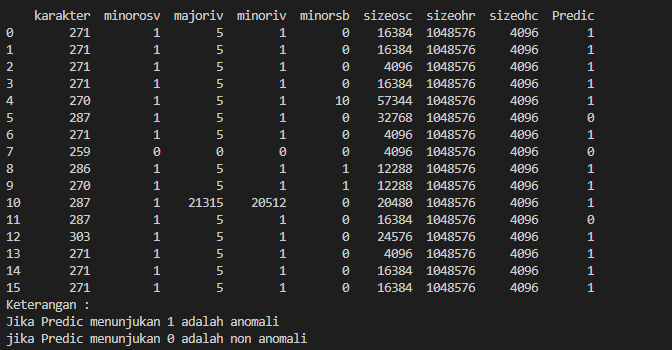 karakter minorosv majoriv minoriv minorsb sizeosc sizeohr sizeohc Predic
0 271 1 5 1 0 16384 1048576 4096 1
1 271 1 5 1 0 16384 1048576 4096 1
2 271 1 5 1 0 4096 1048576 4096 1
3 271 1 5 1 0 16384 1048576 4096 1
4 270 1 5 1 10 57344 1048576 4096 1
5 287 1 5 1 0 32768 1048576 4096 0
6 271 1 5 1 0 4096 1048576 4096 1
7 259 0 0 0 0 4096 1048576 4096 0
8 286 1 5 1 1 12288 1048576 4096 1
9 270 1 5 1 1 12288 1048576 4096 1
10 287 1 21315 20512 0 20480 1048576 4096 1
11 287 1 5 1 0 16384 1048576 4096 0
12 303 1 5 1 0 24576 1048576 4096 1
13 271 1 5 1 0 4096 1048576 4096 1
14 271 1 5 1 0 16384 1048576 4096 1
15 271 1 5 1 0 16384 1048576 4096 1
Keterangan :
Jika Predic menunjukan 1 adalah anomali
jika Predic menunjukan 0 adalah non anomali